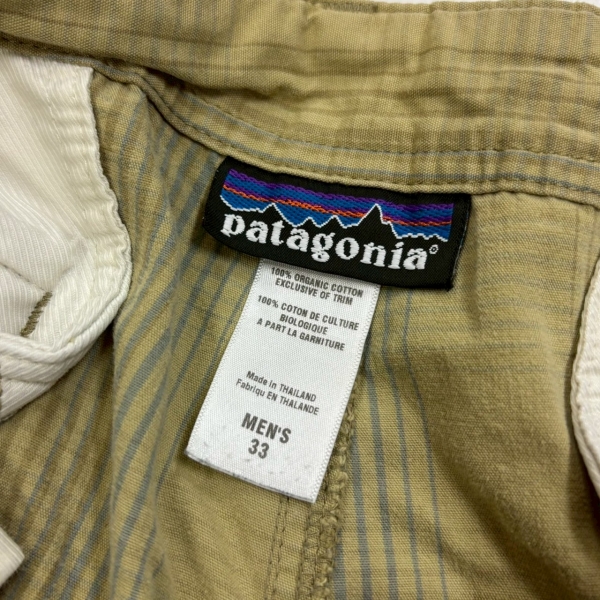 patagonia®
100% ORGANIC COTTON
EXCLUSIVE OF TRIM
100% COTON DE CULTURE
BIOLOGIQUE
A PART LA GARNITURE
Made in THAILAND
Fabriqu EN THALANDE
MEN'S
33